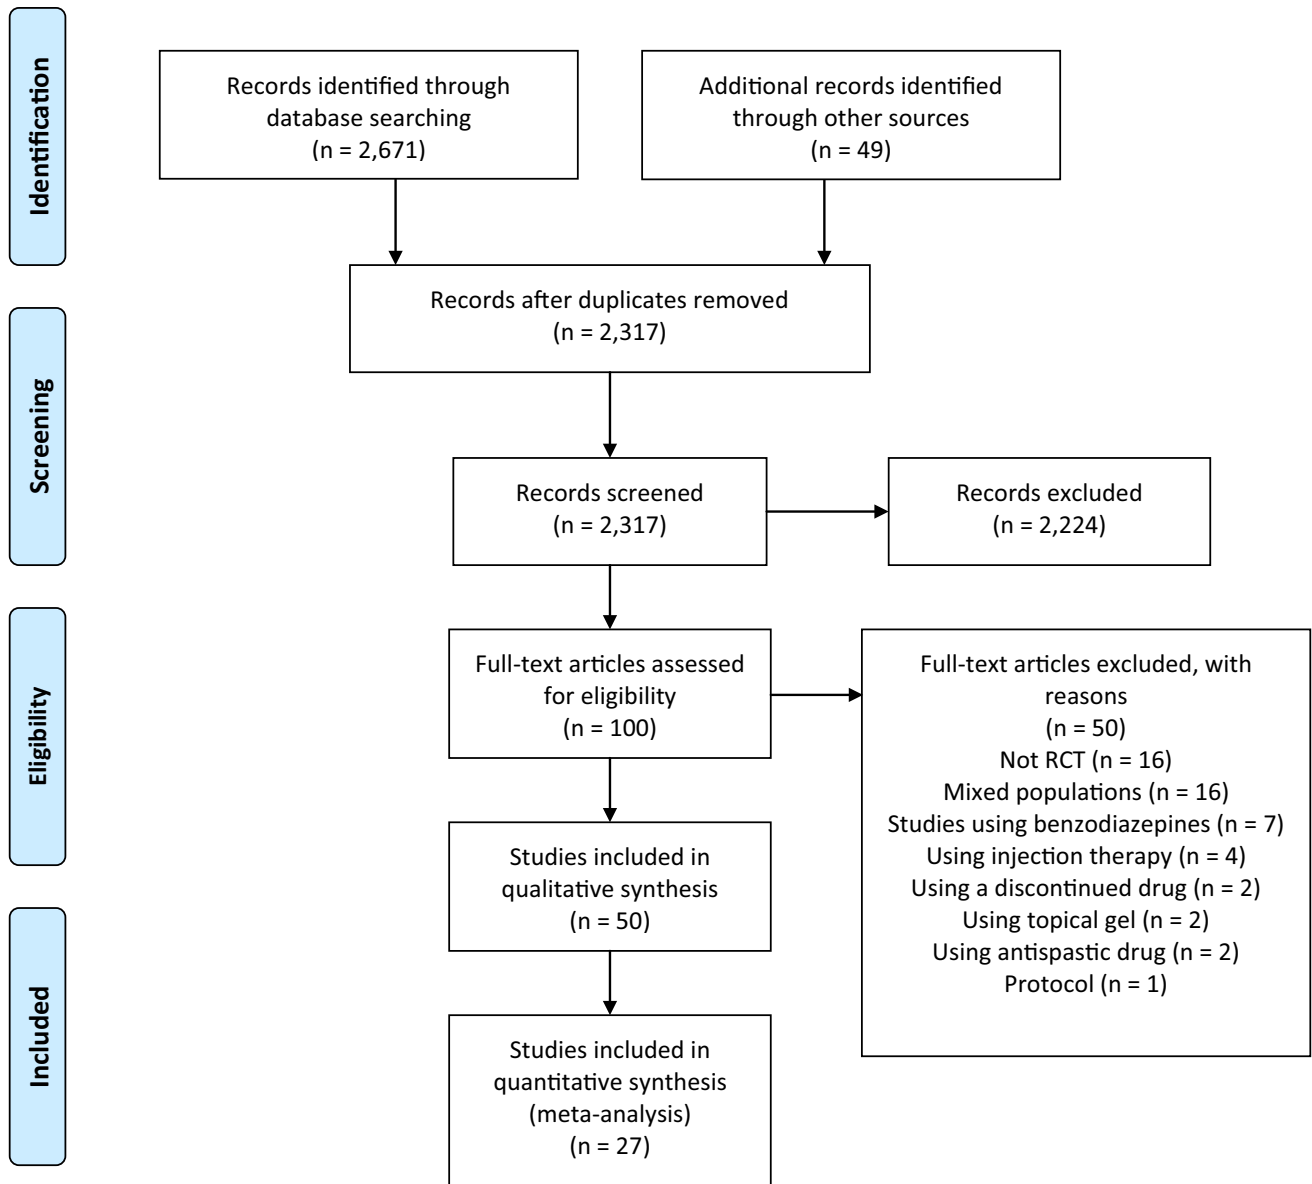 Identification
Records identified through
database searching
(n = 2,671)
Additional records identified
through other sources
(n = 49)
Records after duplicates removed
(n = 2,317)
Screening
Records screened
(n = 2,317)
Records excluded
(n = 2,224)
Eligibility
Full-text articles assessed
for eligibility
(n = 100)
Full-text articles excluded, with
reasons
(n = 50)
Not RCT (n = 16)
Mixed populations (n = 16)
Studies using benzodiazepines (n = 7)
Using injection therapy (n = 4)
Using a discontinued drug (n = 2)
Using topical gel (n = 2)
Using antispastic drug (n = 2)
Protocol (n = 1)
Studies included in
qualitative synthesis
(n = 50)
Included
Studies included in
quantitative synthesis
(meta-analysis)
(n = 27)